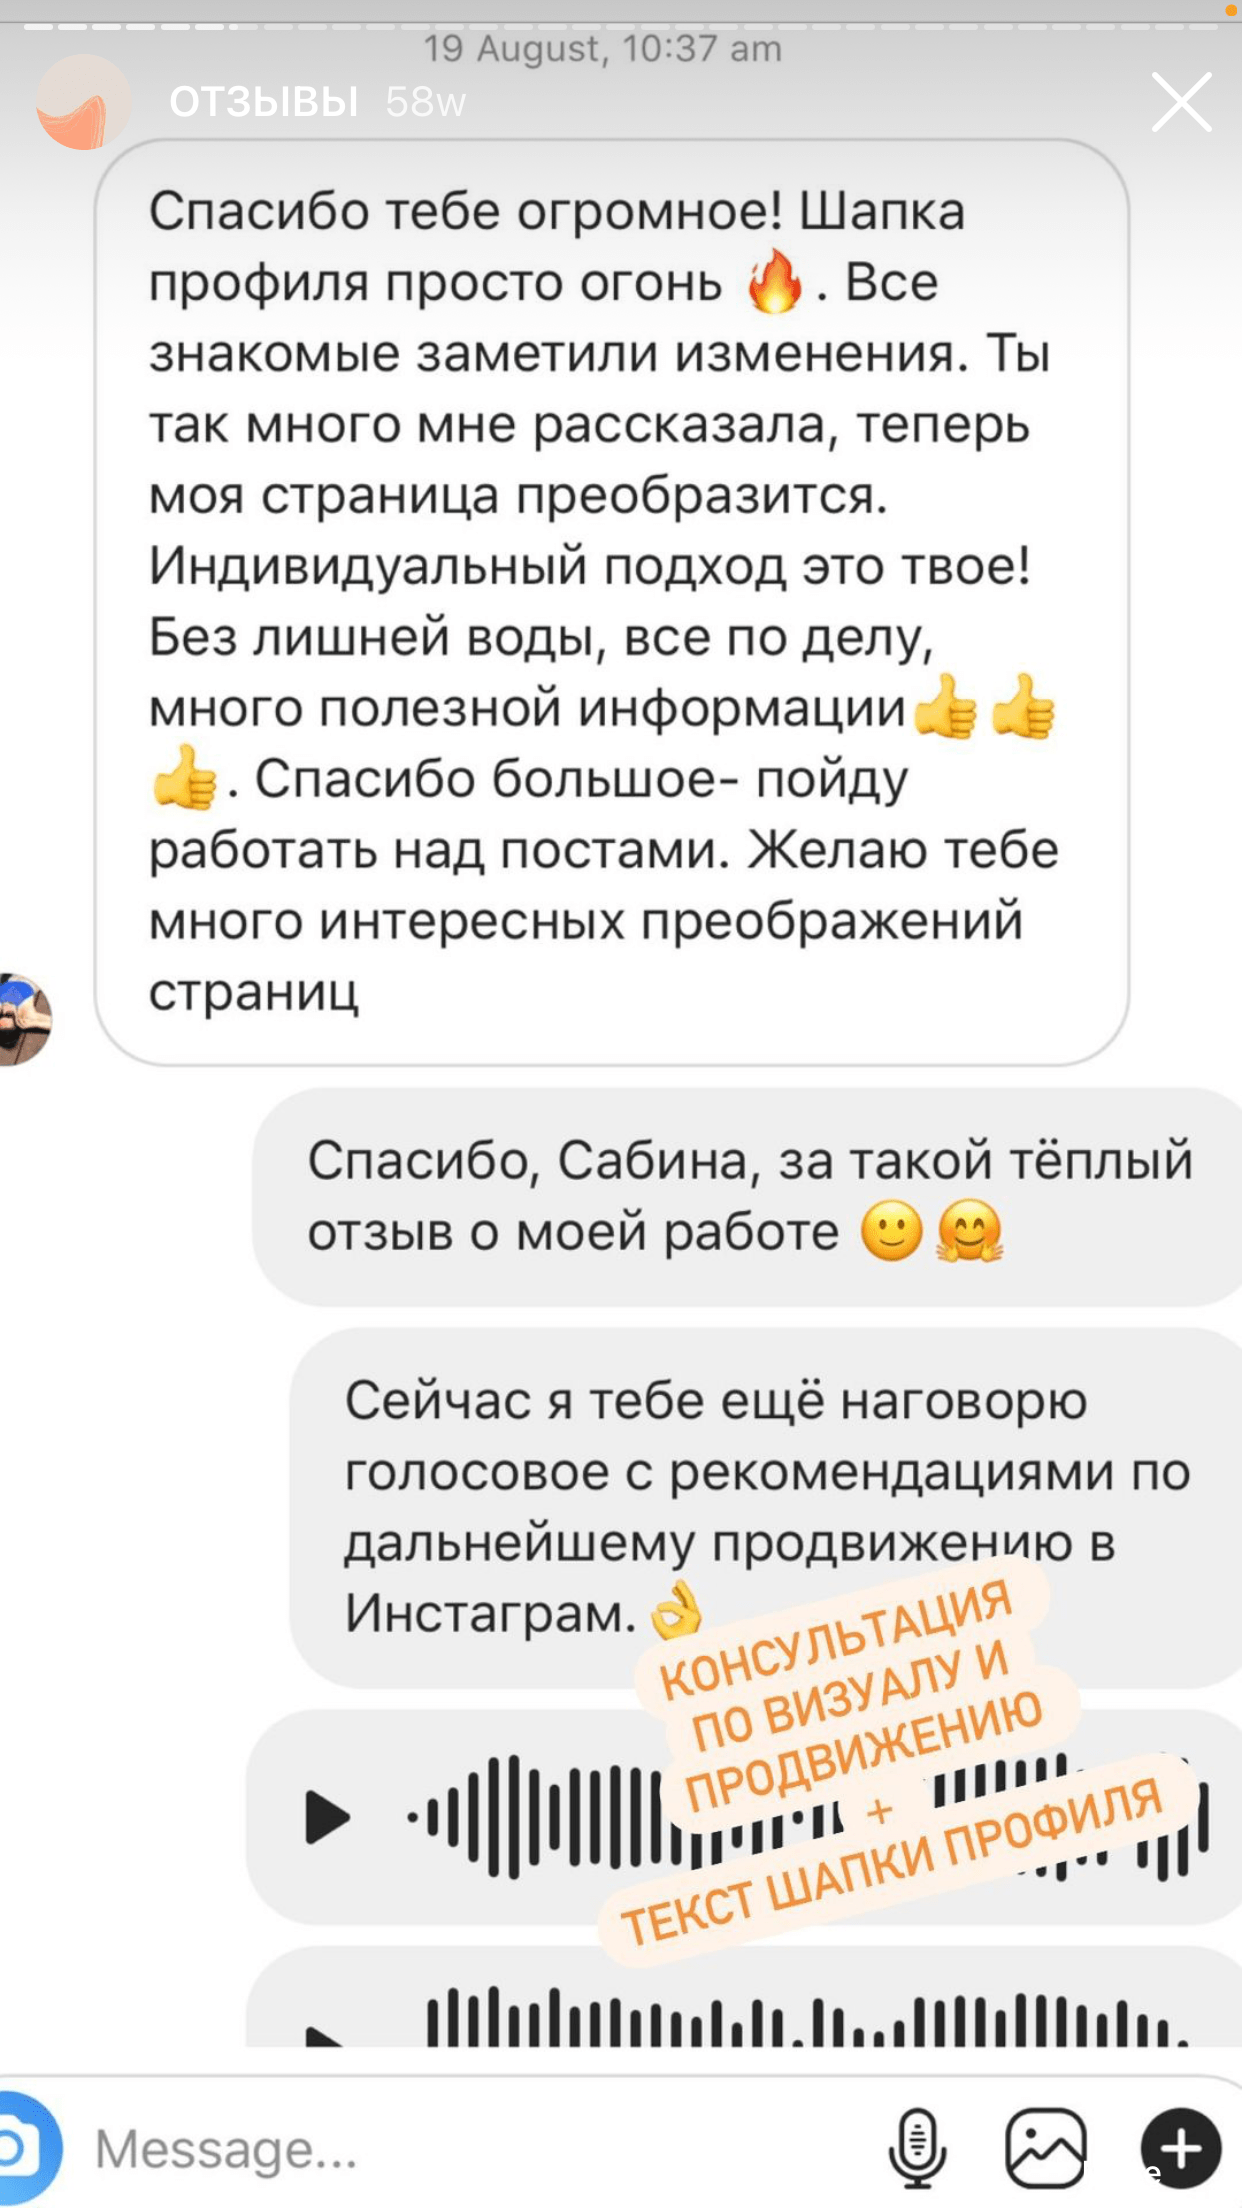 19 August, 10:37 am
ОТЗЫВЫ 58w
Спасибо тебе огромное! Шапка
профиля просто огонь 🔥. Все
знакомые заметили изменения. Ты
так много мне рассказала, теперь
моя страница преобразится.
Индивидуальный подход это твое!
Без лишней воды, все по делу,
много полезной информации👍👍
👍. Спасибо большое- пойду
работать над постами. Желаю тебе
много интересных преображений
страниц
Спасибо, Сабина, за такой тёплый
отзыв о моей работе 🙂🤗
Сейчас я тебе ещё наговорю
голосовое с рекомендациями по
дальнейшему продвижению в
Инстаграм. 👌
КОНСУЛЬТАЦИЯ
ПО ВИЗУАЛУ И
ПРОДВИЖЕНИЮ
+
ТЕКСТ ШАПКИ ПРОФИЛЯ
Message...